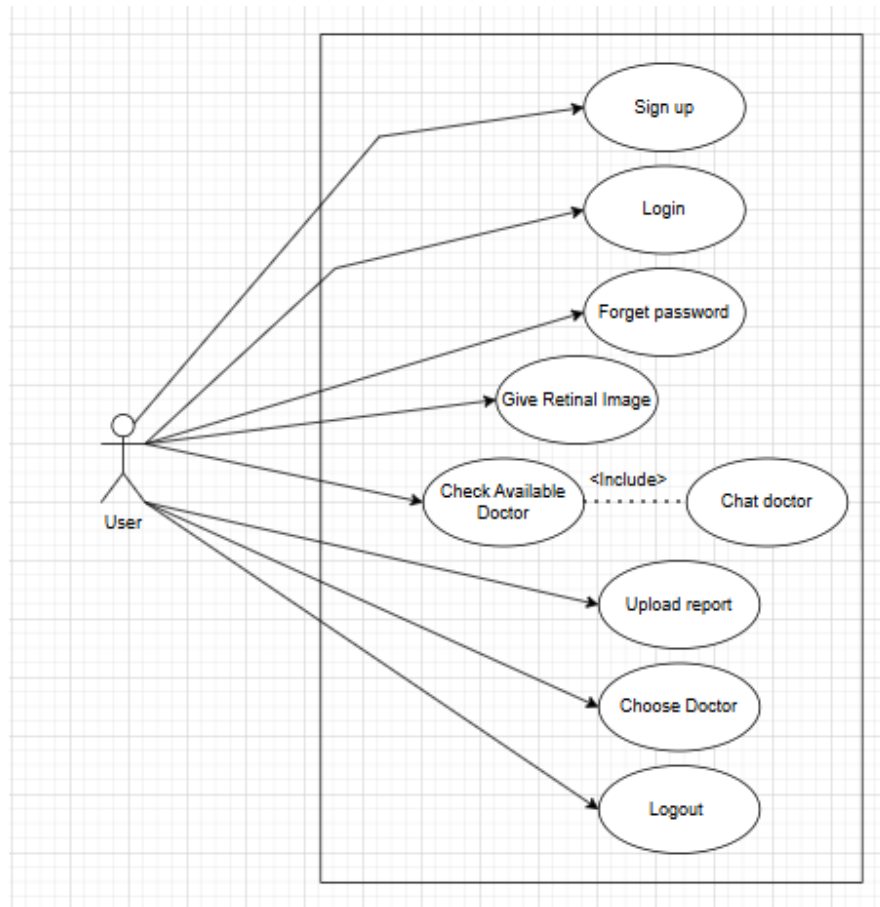 Sign up
Login
Forget password
Give Retinal Image
Check Available
Doctor
<Include>
Chat doctor
User
Upload report
Choose Doctor
Logout